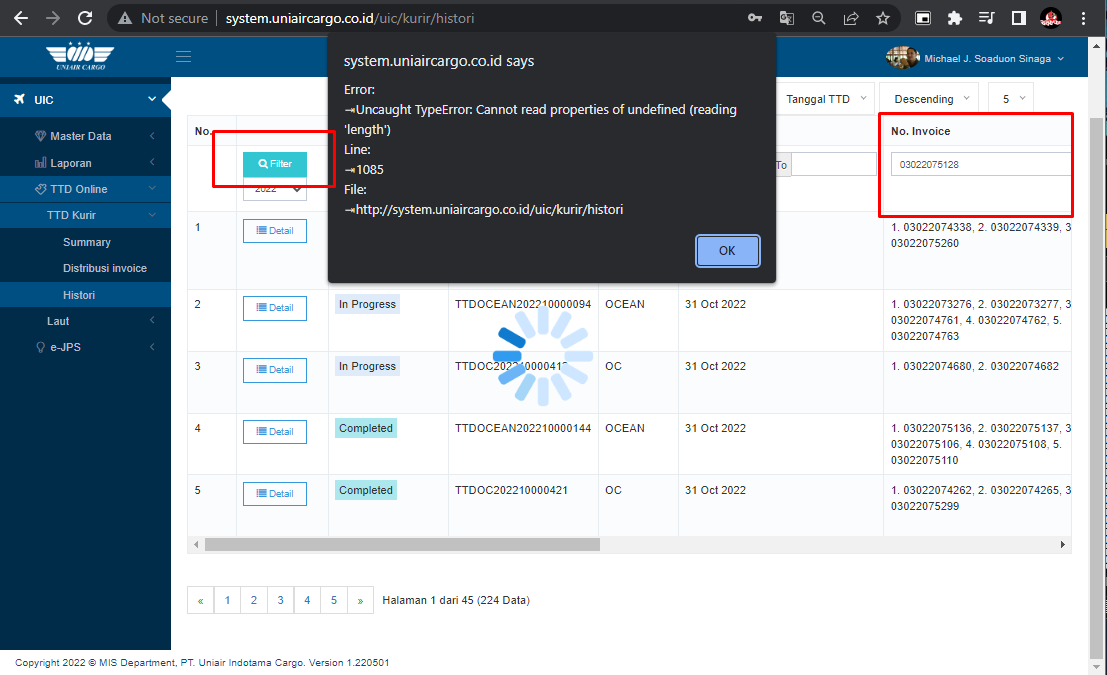 Not secure
system.uniaircargo.co.id/uic/kurir/histori
UNIAIR CARGO
Michael J. Soaduon Sinaga
system.uniaircargo.co.id says
Error:
⇥Uncaught TypeError: Cannot read properties of undefined (reading
'length')
Line:
⇥1085
File:
⇥http://system.uniaircargo.co.id/uic/kurir/histori
OK
UIC
Master Data
Laporan
TTD Online
TTD Kurir
Summary
Distribusi invoice
Histori
Laut
e-JPS
Tanggal TTD
Descending
5
No.
No. Invoice
Filter
2022
To
03022075128
1
Detail
1. 03022074338, 2. 03022074339, 3
03022075260
2
Detail
In Progress
TTDOCEAN202210000094
OCEAN
31 Oct 2022
1. 03022073276, 2. 03022073277, 3
03022074761, 4. 03022074762, 5.
03022074763
3
Detail
In Progress
OC
31 Oct 2022
1. 03022074680, 2. 03022074682
4
Detail
Completed
TTDOCEAN202210000144
OCEAN
31 Oct 2022
1. 03022075136, 2. 03022075137, 3
03022075106, 4. 03022075108, 5.
03022075110
5
Detail
Completed
TTDOC202210000421
OC
31 Oct 2022
1. 03022074262, 2. 03022074265, 3
03022075299
« 1 2 3 4 5 »
Halaman 1 dari 45 (224 Data)
Copyright 2022 © MIS Department, PT. Uniair Indotama Cargo. Version 1.220501